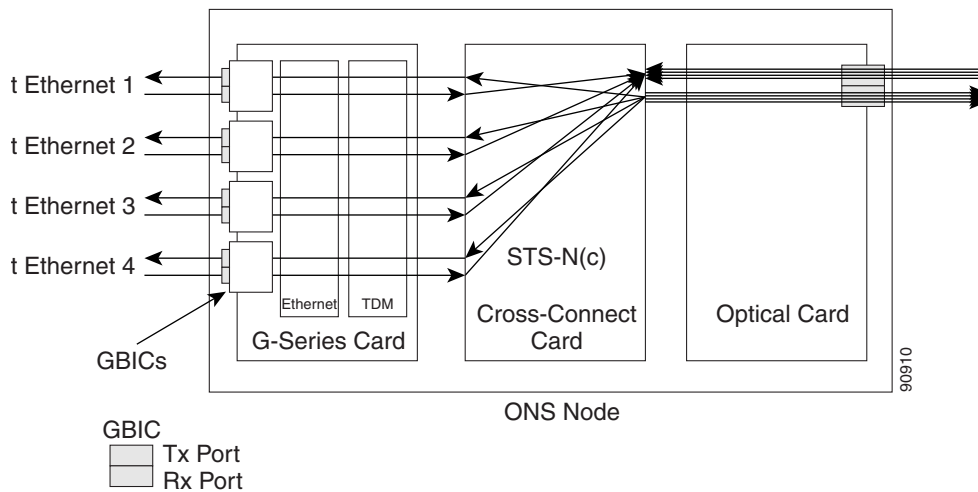 t Ethernet 1
t Ethernet 2
t Ethernet 3
t Ethernet 4
GBICs
Ethernet
TDM
G-Series Card
STS-N(c)
Cross-Connect
Card
Optical Card
90910
ONS Node
GBIC
Tx Port
Rx Port